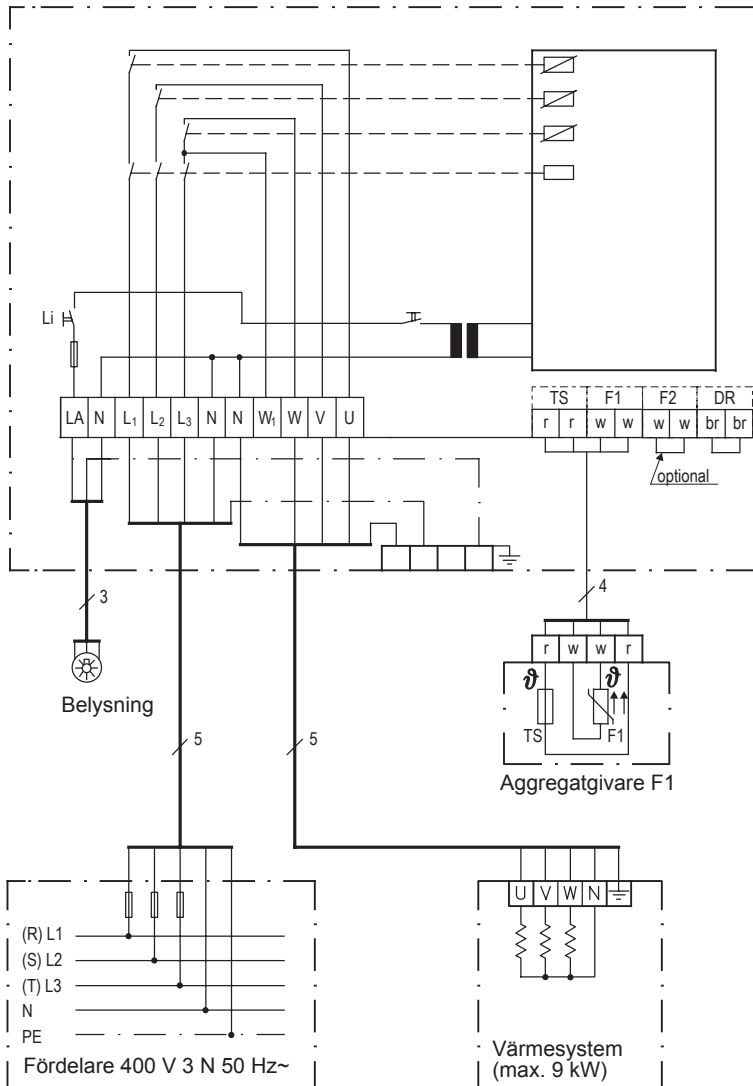 Li
LA N L1 L2 L3 N N W1 W V U
TS F1 F2 DR
r r w w w w br br
optional
3
4
Belysning
r w w r
ϑ ϑ
TS F1
Aggregatgivare F1
5 5
U V W N
(R) L1
(S) L2
(T) L3
N
PE
Fördelare 400 V 3 N 50 Hz~
Värmesystem
(max. 9 kW)